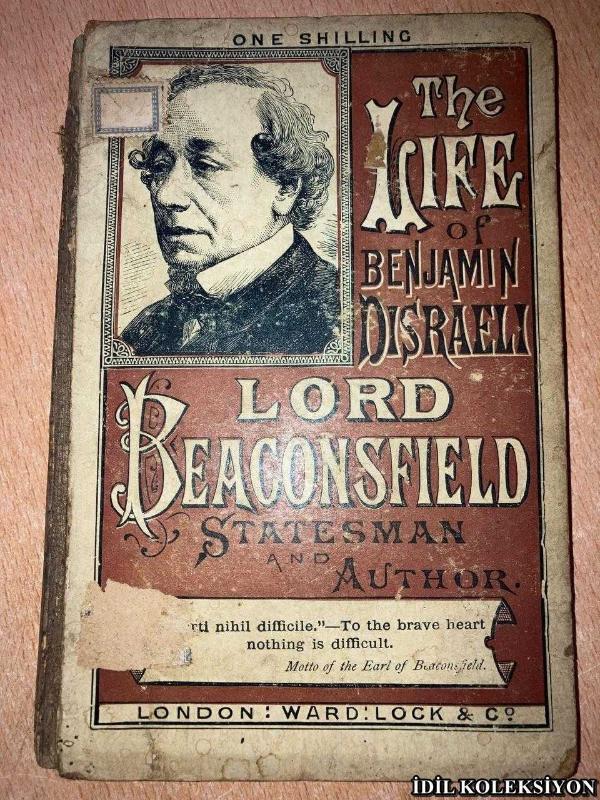 ONE SHILLING
The
LIFE
of
BENJAMIN
DISRAELI
LORD
BEACONSFIELD
STATESMAN
AND
AUTHOR.
nihil difficile."—To the brave heart
nothing is difficult.
Motto of the Earl of Beaconsfield.
LONDON: WARD: LOCK & Co
İDİL KOLEKSİYON